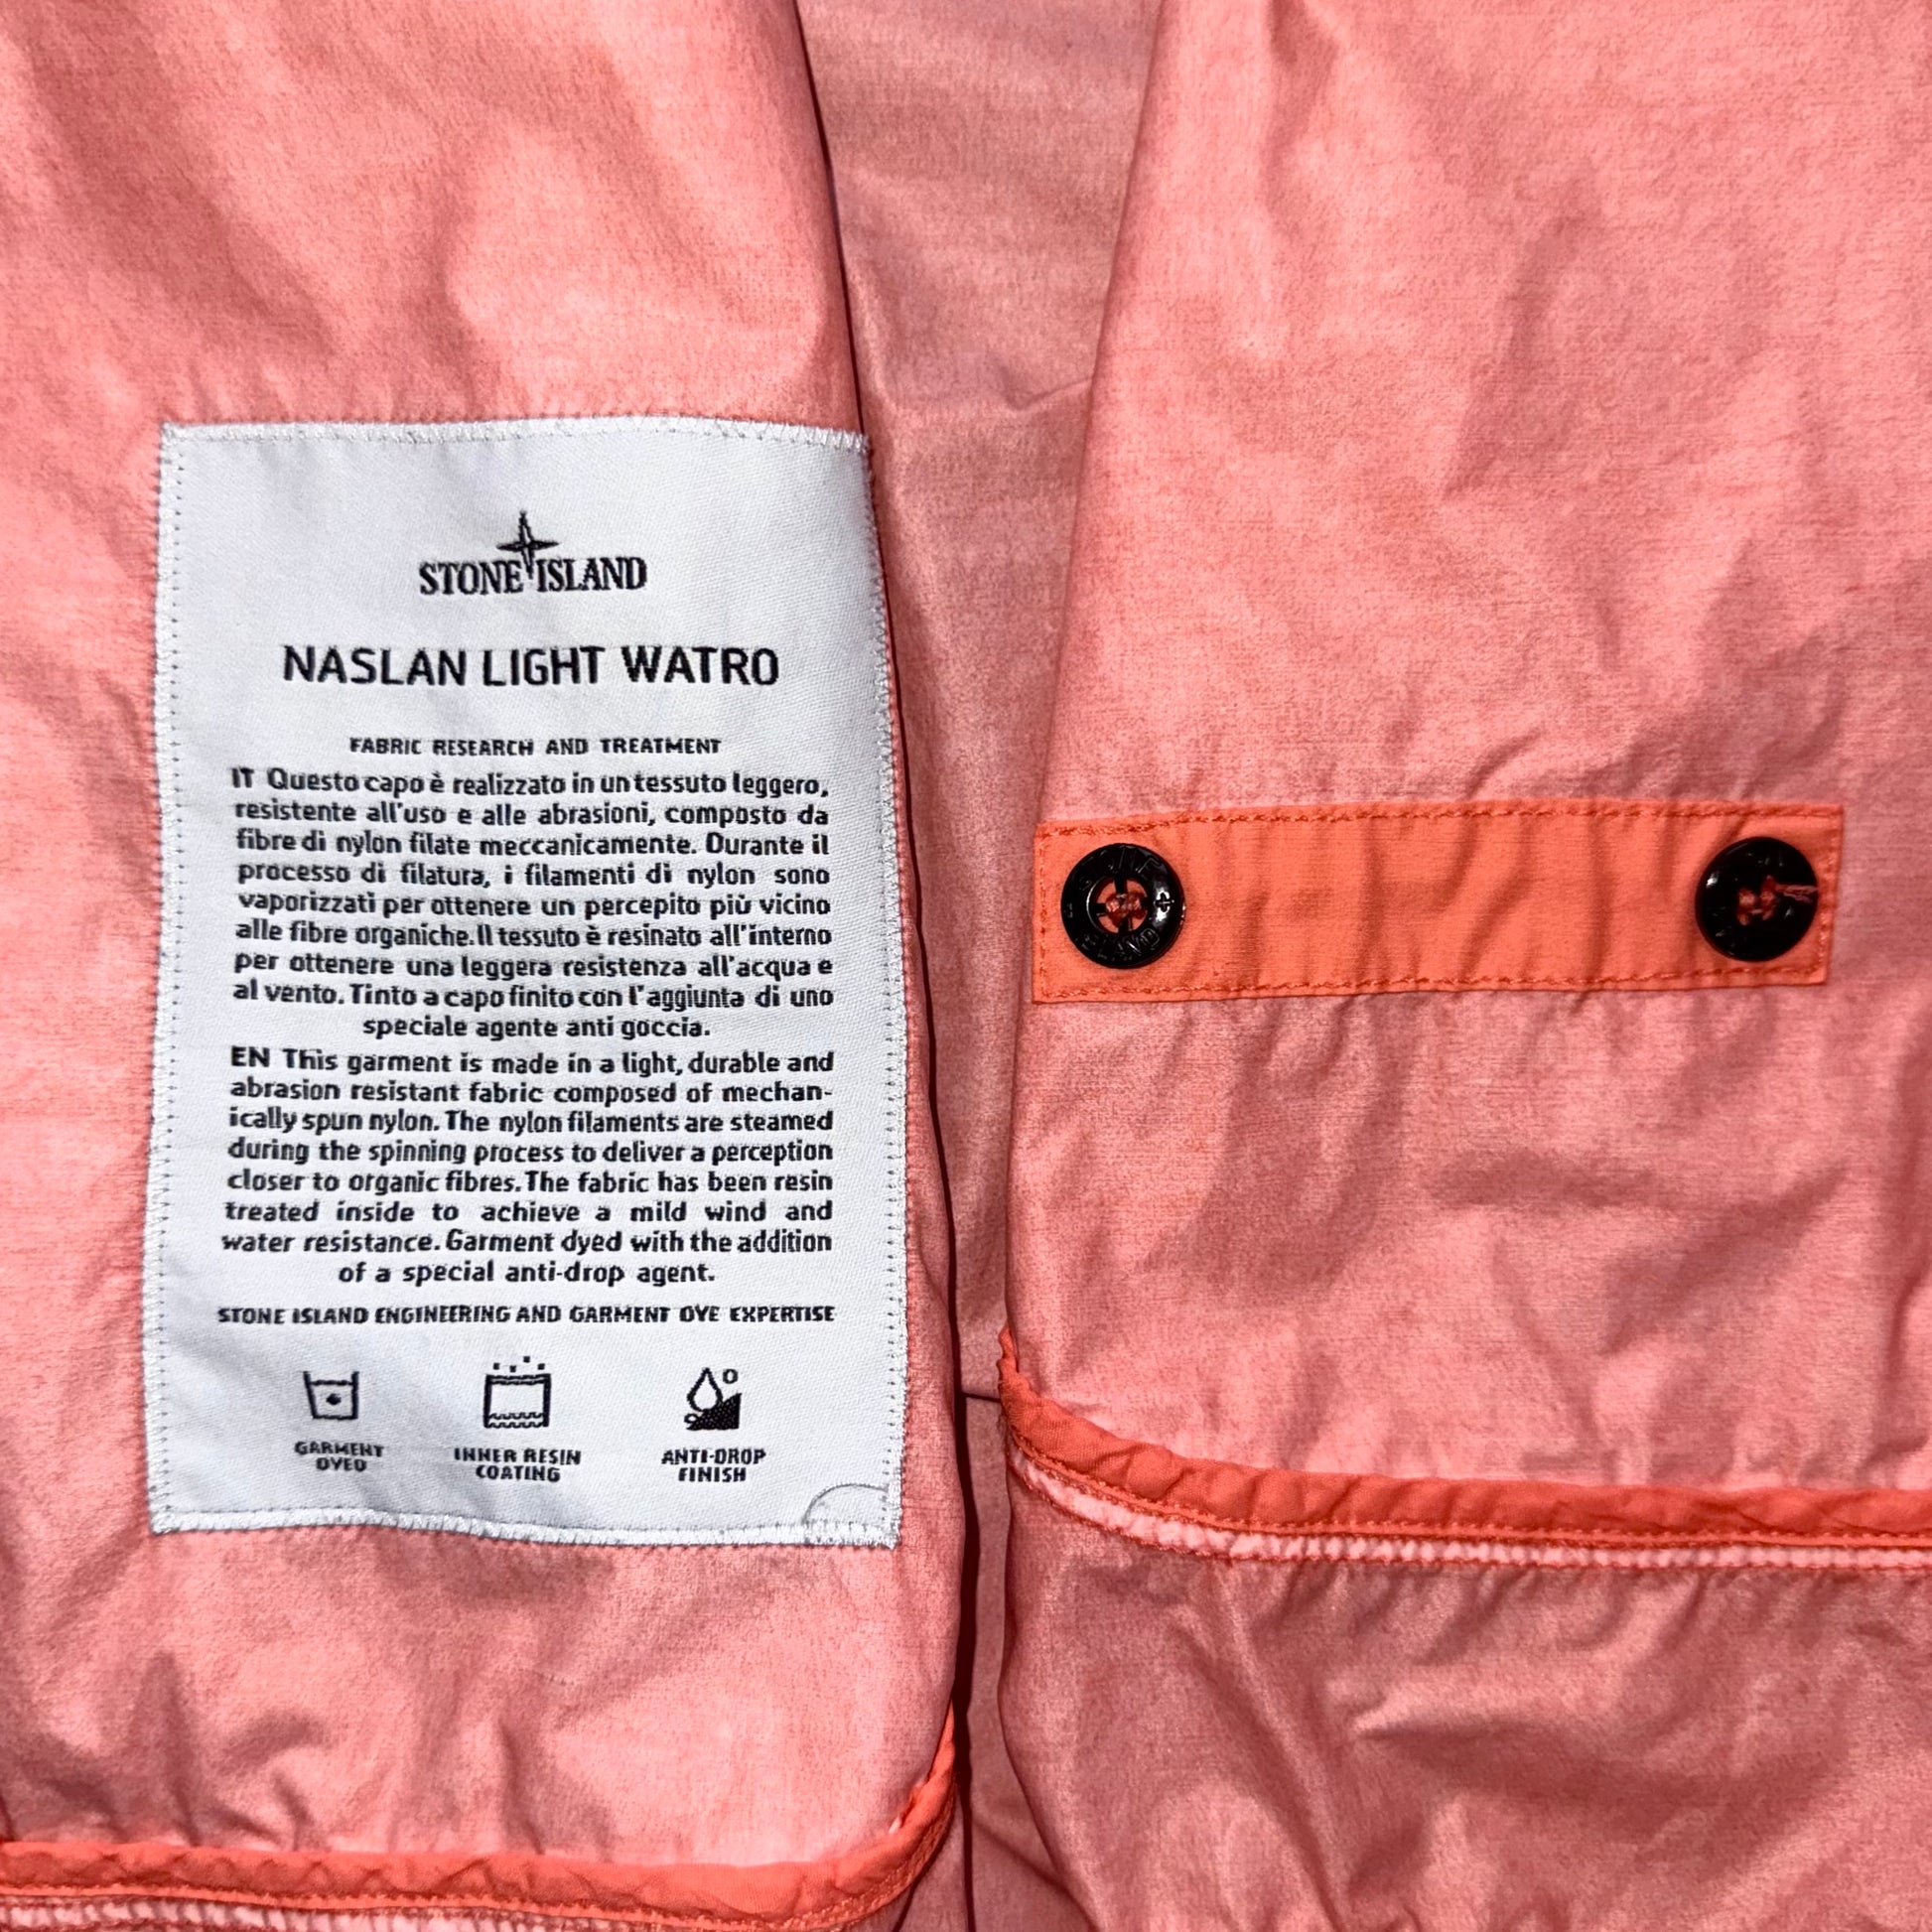 STONE ISLAND
NASLAN LIGHT WATRO
FABRIC RESEARCH AND TREATMENT
IT Questo capo è realizzato in un tessuto leggero,
resistente all'uso e alle abrasioni, composto da
fibre di nylon filate meccanicamente. Durante il
processo di filatura, i filamenti di nylon sono
vaporizzati per ottenere un percepito più vicino
alle fibre organiche. Il tessuto è resinato all'interno
per ottenere una leggera resistenza all'acqua e
al vento. Tinto a capo finito con l'aggiunta di uno
speciale agente anti goccia.
EN This garment is made in a light, durable and
abrasion resistant fabric composed of mechan-
ically spun nylon. The nylon filaments are steamed
during the spinning process to deliver a perception
closer to organic fibres. The fabric has been resin
treated inside to achieve a mild wind and
water resistance. Garment dyed with the addition
of a special anti-drop agent.
STONE ISLAND ENGINEERING AND GARMENT DYE EXPERTISE
GARMENT
DYED
INNER RESIN
COATING
ANTI-DROP
FINISH